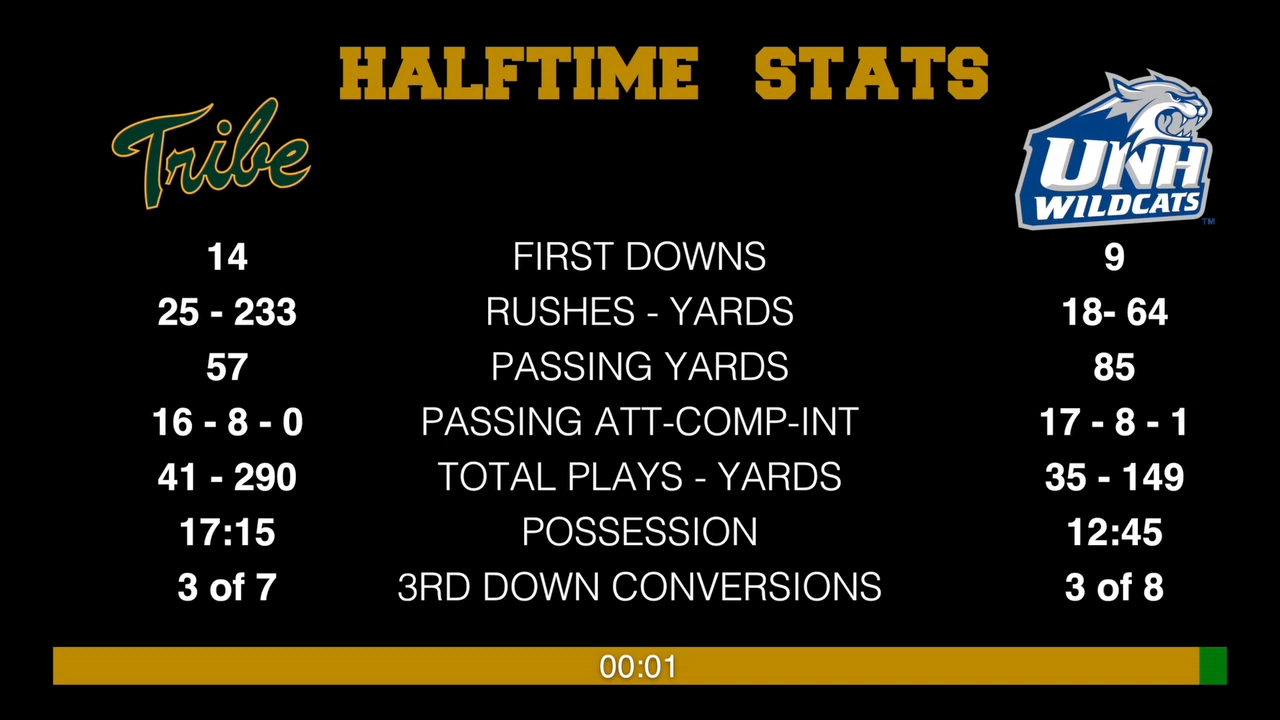 HALFTIME STATS
Tribe
UNH
WILDCATS
TM
14 FIRST DOWNS 9
25 - 233 RUSHES - YARDS 18- 64
57 PASSING YARDS 85
16 - 8 - 0 PASSING ATT-COMP-INT 17 - 8 - 1
41 - 290 TOTAL PLAYS - YARDS 35 - 149
17:15 POSSESSION 12:45
3 of 7 3RD DOWN CONVERSIONS 3 of 8
00:01